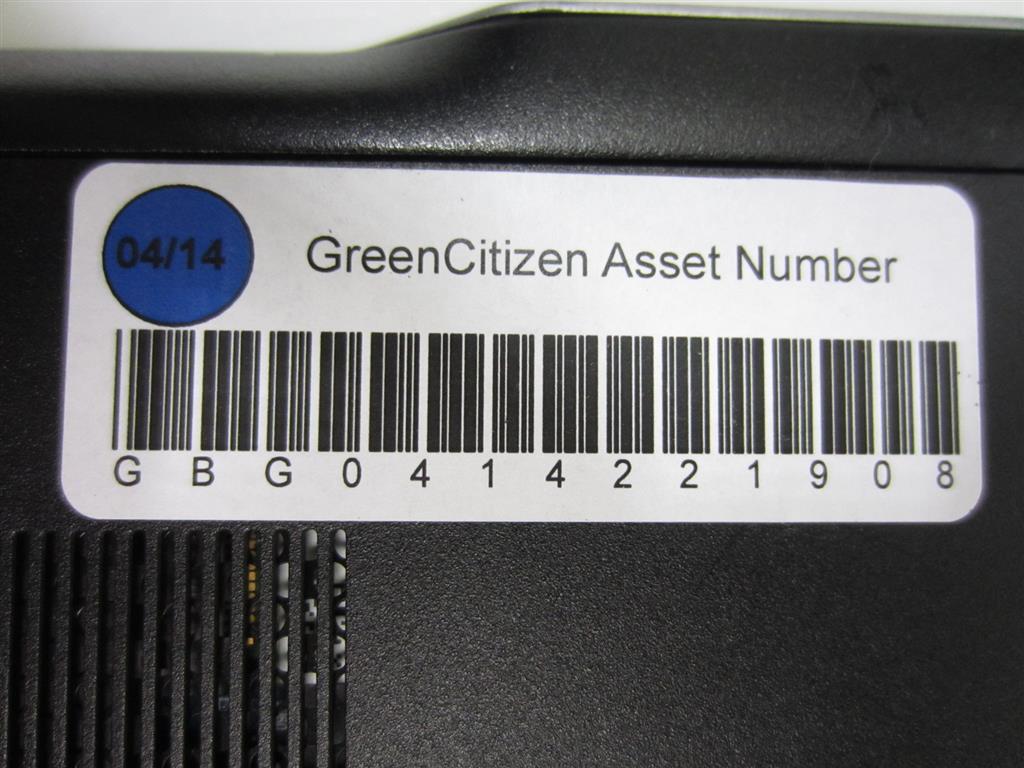 04/14
GreenCitizen Asset Number
G B G 0 4 1 4 2 2 1 9 0 8